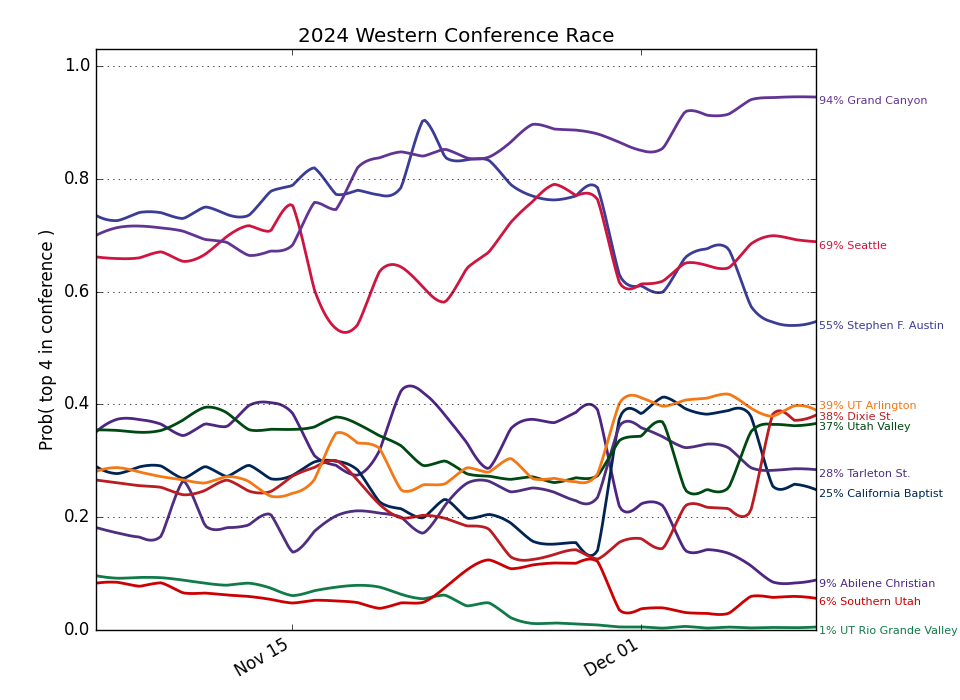 2024 Western Conference Race
1.0
0.8
0.6
0.4
0.2
0.0
Prob( top 4 in conference )
Nov 15
Dec 01
94% Grand Canyon
69% Seattle
55% Stephen F. Austin
39% UT Arlington
38% Dixie St.
37% Utah Valley
28% Tarleton St.
25% California Baptist
9% Abilene Christian
6% Southern Utah
1% UT Rio Grande Valley